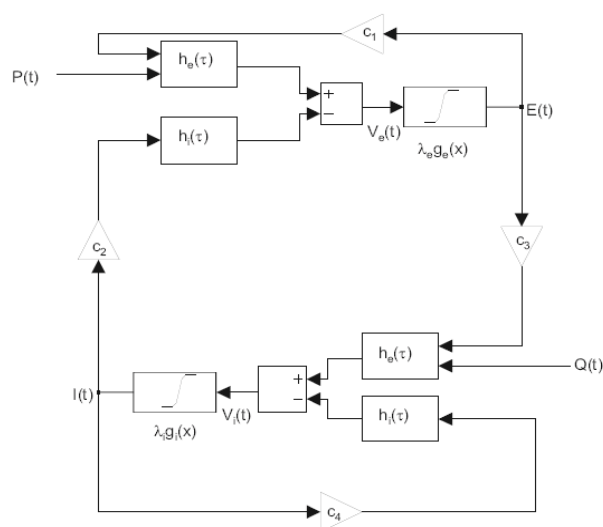 c₁
hₑ(τ)
P(t)
+
−
E(t)
Vₑ(t)
λₑgₑ(x)
hᵢ(τ)
c₂
c₃
hₑ(τ)
Q(t)
+
−
I(t)
Vᵢ(t)
λᵢgᵢ(x)
hᵢ(τ)
c₄